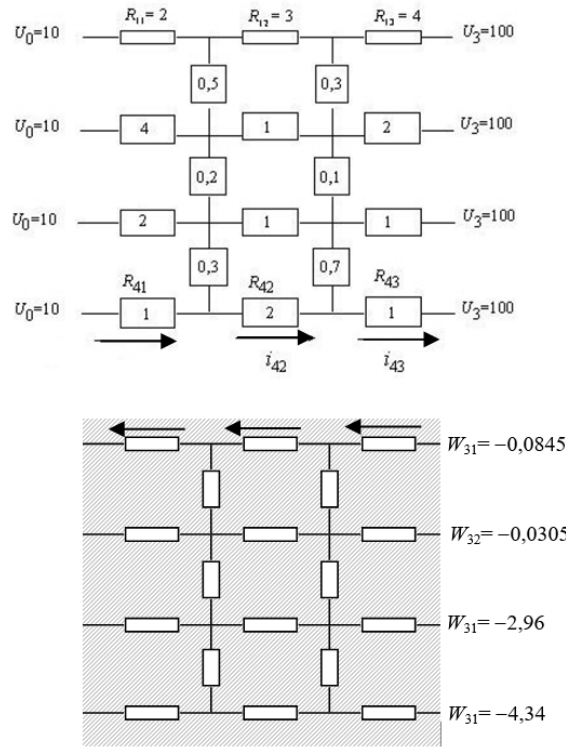 R₁₁ = 2 R₁₂ = 3 R₁₃ = 4
U₀=10 U₃=100
0,5 0,3
U₀=10 4 1 2 U₃=100
0,2 0,1
U₀=10 2 1 1 U₃=100
0,3 0,7
R₄₁ R₄₂ R₄₃
U₀=10 1 2 1 U₃=100
i₄₂ i₄₃
W₃₁= −0,0845
W₃₂= −0,0305
W₃₁= −2,96
W₃₁= −4,34